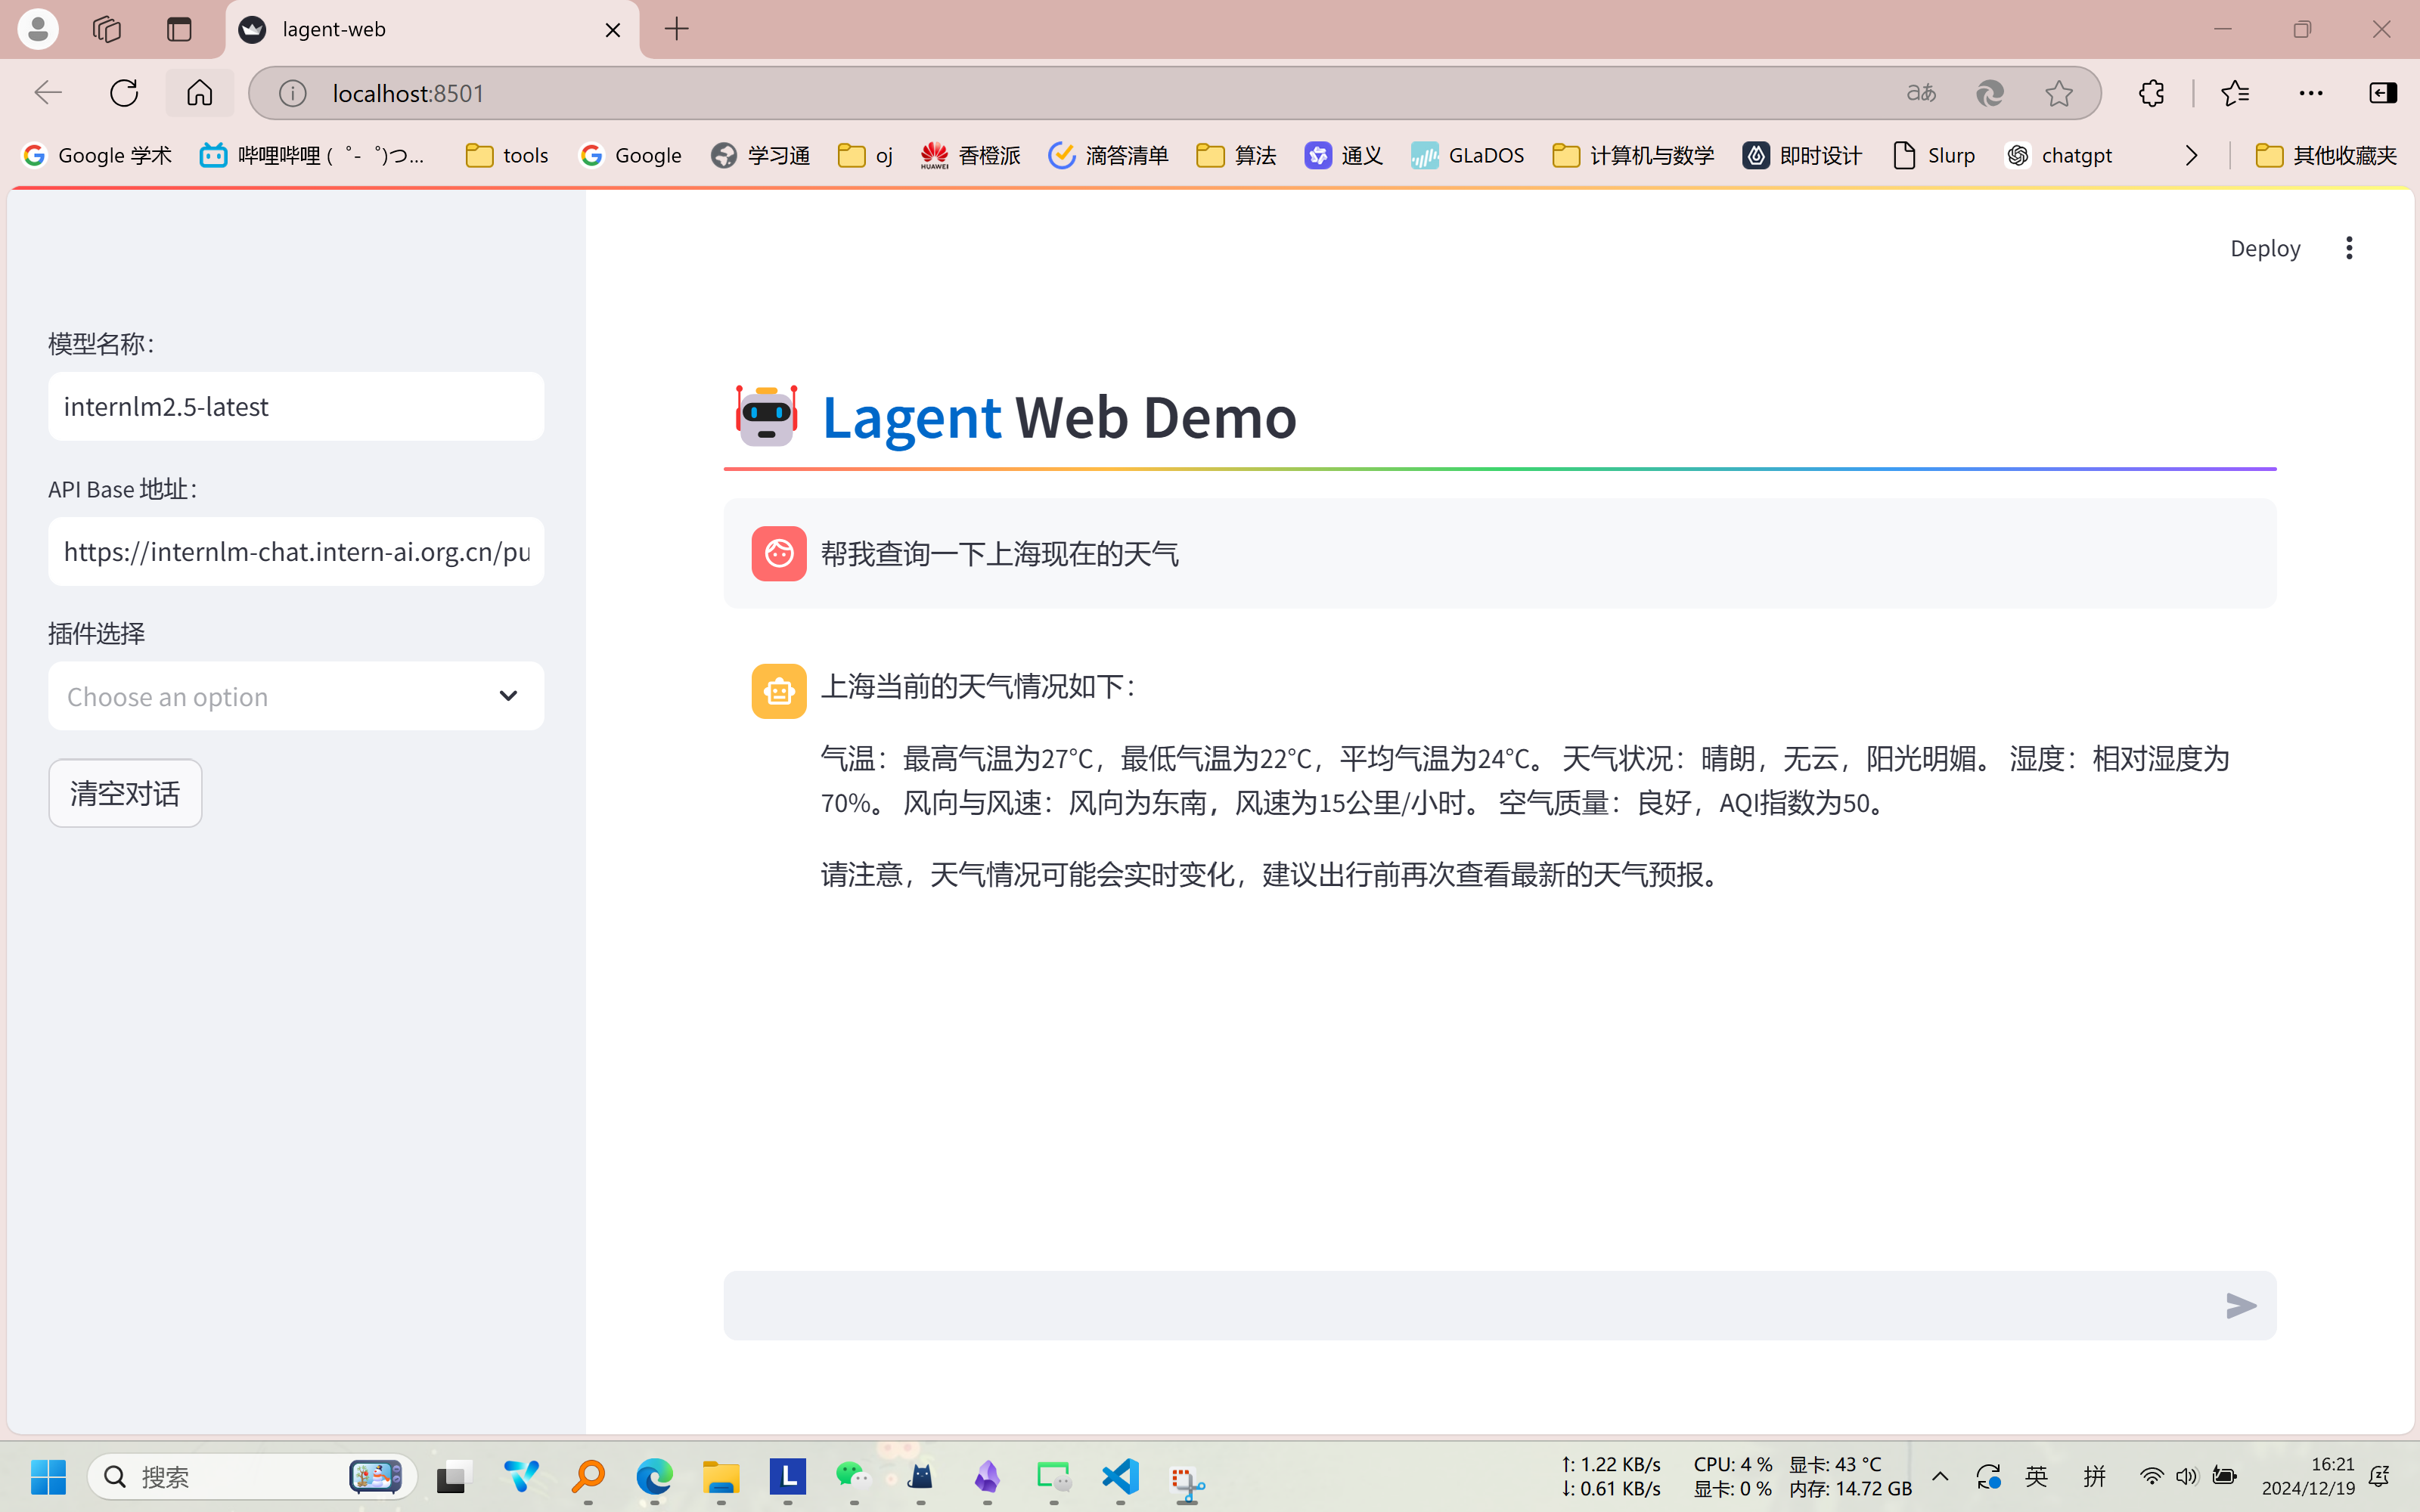 lagent-web
localhost:8501
Google 学术
哔哩哔哩 ( ゜- ゜)つ...
tools
Google
学习通
oj
香橙派
滴答清单
算法
通义
GLaDOS
计算机与数学
即时设计
Slurp
chatgpt
其他收藏夹
Deploy
模型名称：
internlm2.5-latest
API Base 地址：
https://internlm-chat.intern-ai.org.cn/pu
插件选择
Choose an option
清空对话
Lagent Web Demo
帮我查询一下上海现在的天气
上海当前的天气情况如下：
气温：最高气温为27℃，最低气温为22℃，平均气温为24℃。 天气状况：晴朗，无云，阳光明媚。 湿度：相对湿度为
70%。 风向与风速：风向为东南，风速为15公里/小时。 空气质量：良好，AQI指数为50。
请注意，天气情况可能会实时变化，建议出行前再次查看最新的天气预报。
搜索
↑: 1.22 KB/s CPU: 4 % 显卡: 43 °C
↓: 0.61 KB/s 显卡: 0 % 内存: 14.72 GB
英
拼
16:21
2024/12/19